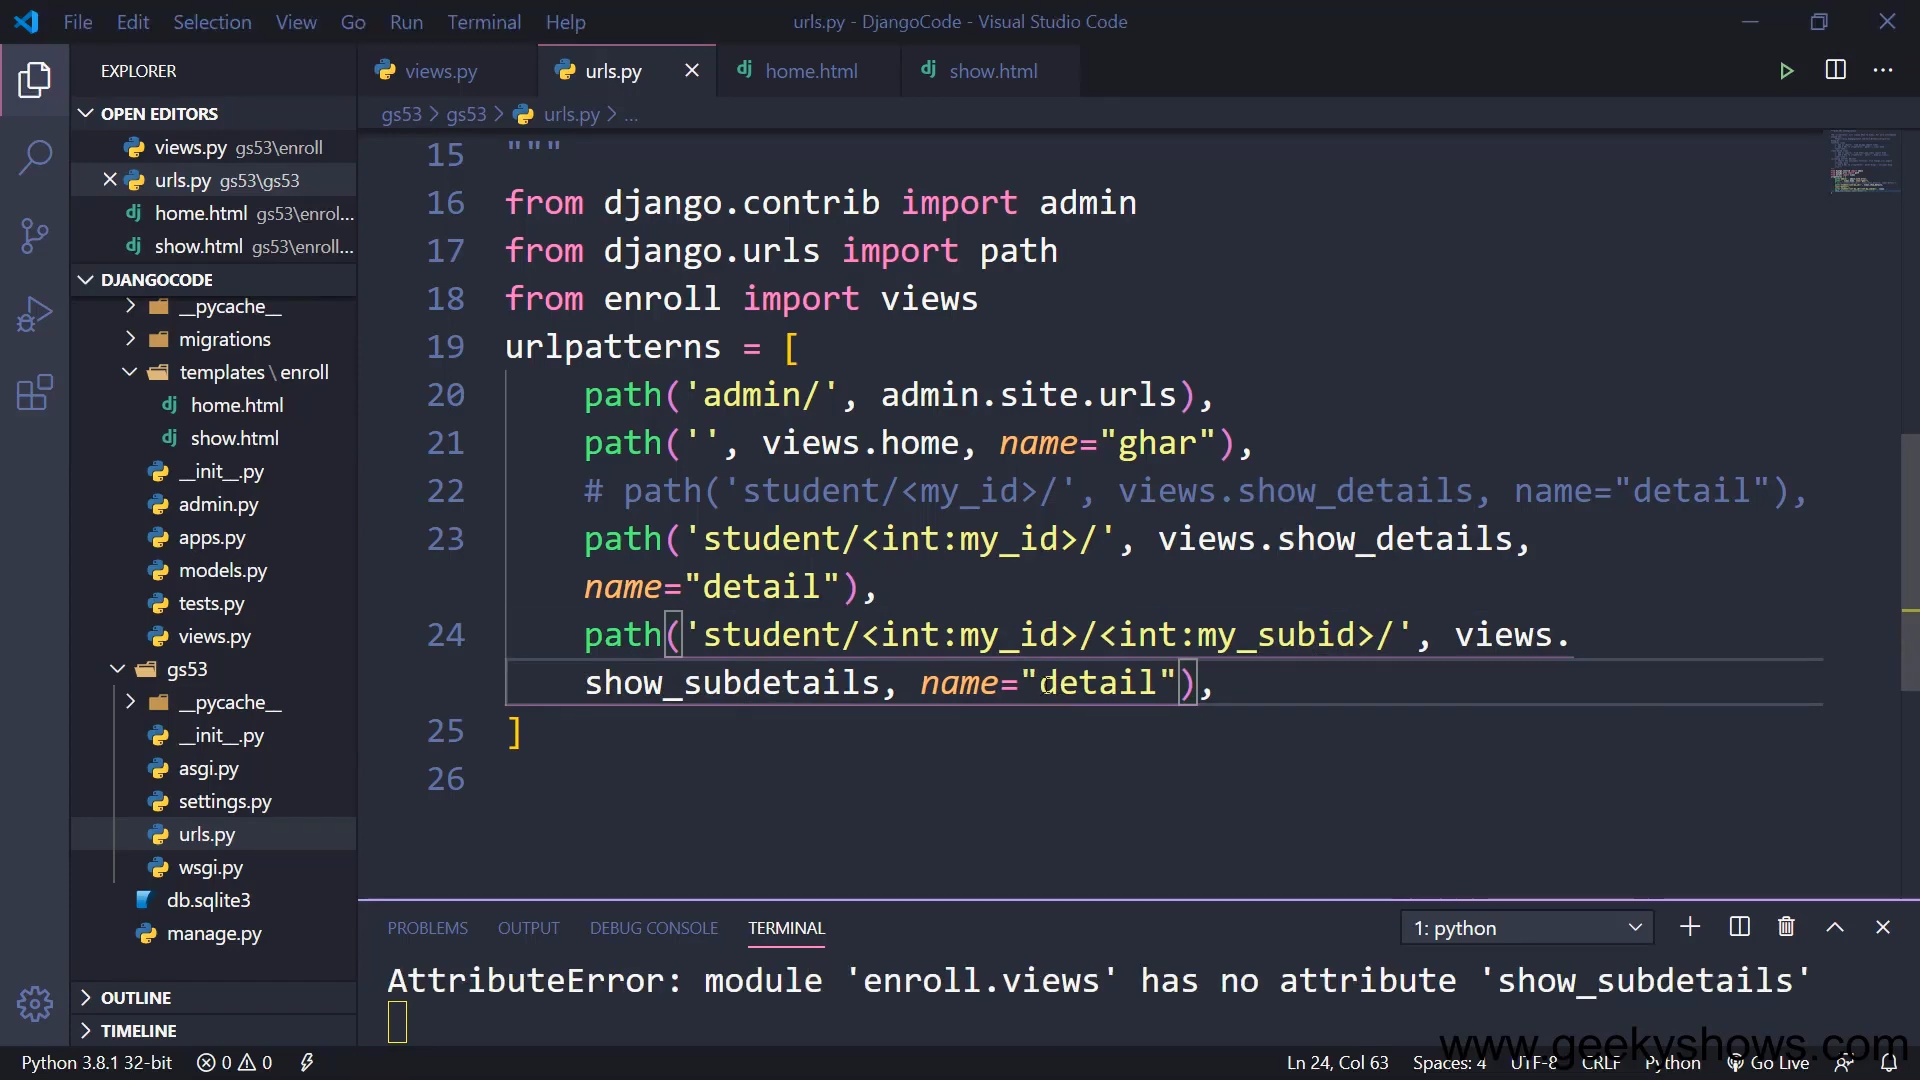 File Edit Selection View Go Run Terminal Help
urls.py - DjangoCode - Visual Studio Code
EXPLORER
OPEN EDITORS
views.py gs53\enroll
urls.py gs53\gs53
home.html gs53\enrol...
show.html gs53\enroll...
DJANGOCODE
__pycache__
migrations
templates \ enroll
home.html
show.html
__init__.py
admin.py
apps.py
models.py
tests.py
views.py
gs53
__pycache__
__init__.py
asgi.py
settings.py
urls.py
wsgi.py
db.sqlite3
manage.py
OUTLINE
TIMELINE
views.py urls.py home.html show.html
gs53 > gs53 > urls.py > ...
15 """
16 from django.contrib import admin
17 from django.urls import path
18 from enroll import views
19 urlpatterns = [
20 path('admin/', admin.site.urls),
21 path('', views.home, name="ghar"),
22 # path('student/<my_id>/', views.show_details, name="detail"),
23 path('student/<int:my_id>/', views.show_details,
name="detail"),
24 path('student/<int:my_id>/<int:my_subid>/', views.
show_subdetails, name="detail"),
25 ]
26
PROBLEMS OUTPUT DEBUG CONSOLE TERMINAL 1: python
AttributeError: module 'enroll.views' has no attribute 'show_subdetails'
www.geekyshows.com
Python 3.8.1 32-bit 0 0 Ln 24, Col 63 Spaces: 4 UTF-8 CRLF Python Go Live